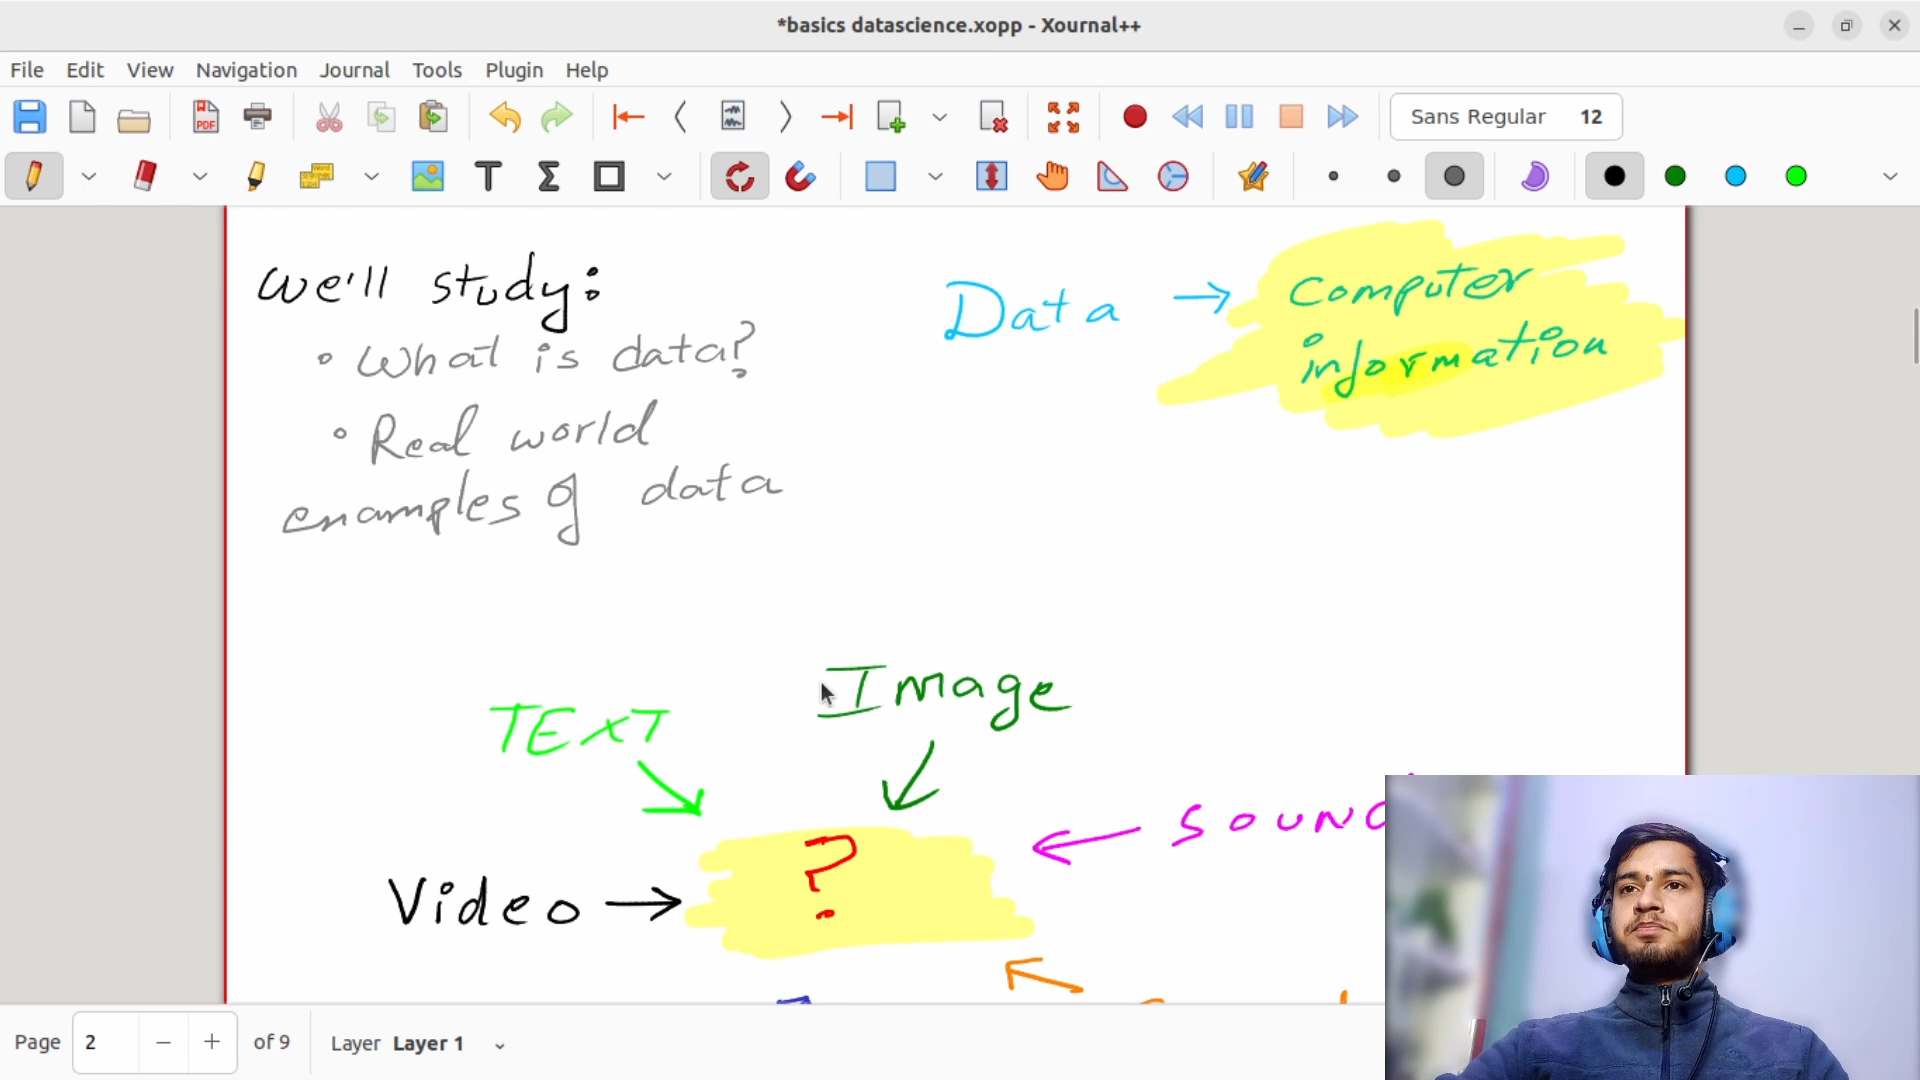 *basics datascience.xopp - Xournal++
File Edit View Navigation Journal Tools Plugin Help
PDF
Sans Regular 12
We'll study:
• What is data?
• Real world
examples of data
Data → Computer
information
TEXT
Image
SOUND
Video →
?
Page 2 of 9 Layer Layer 1